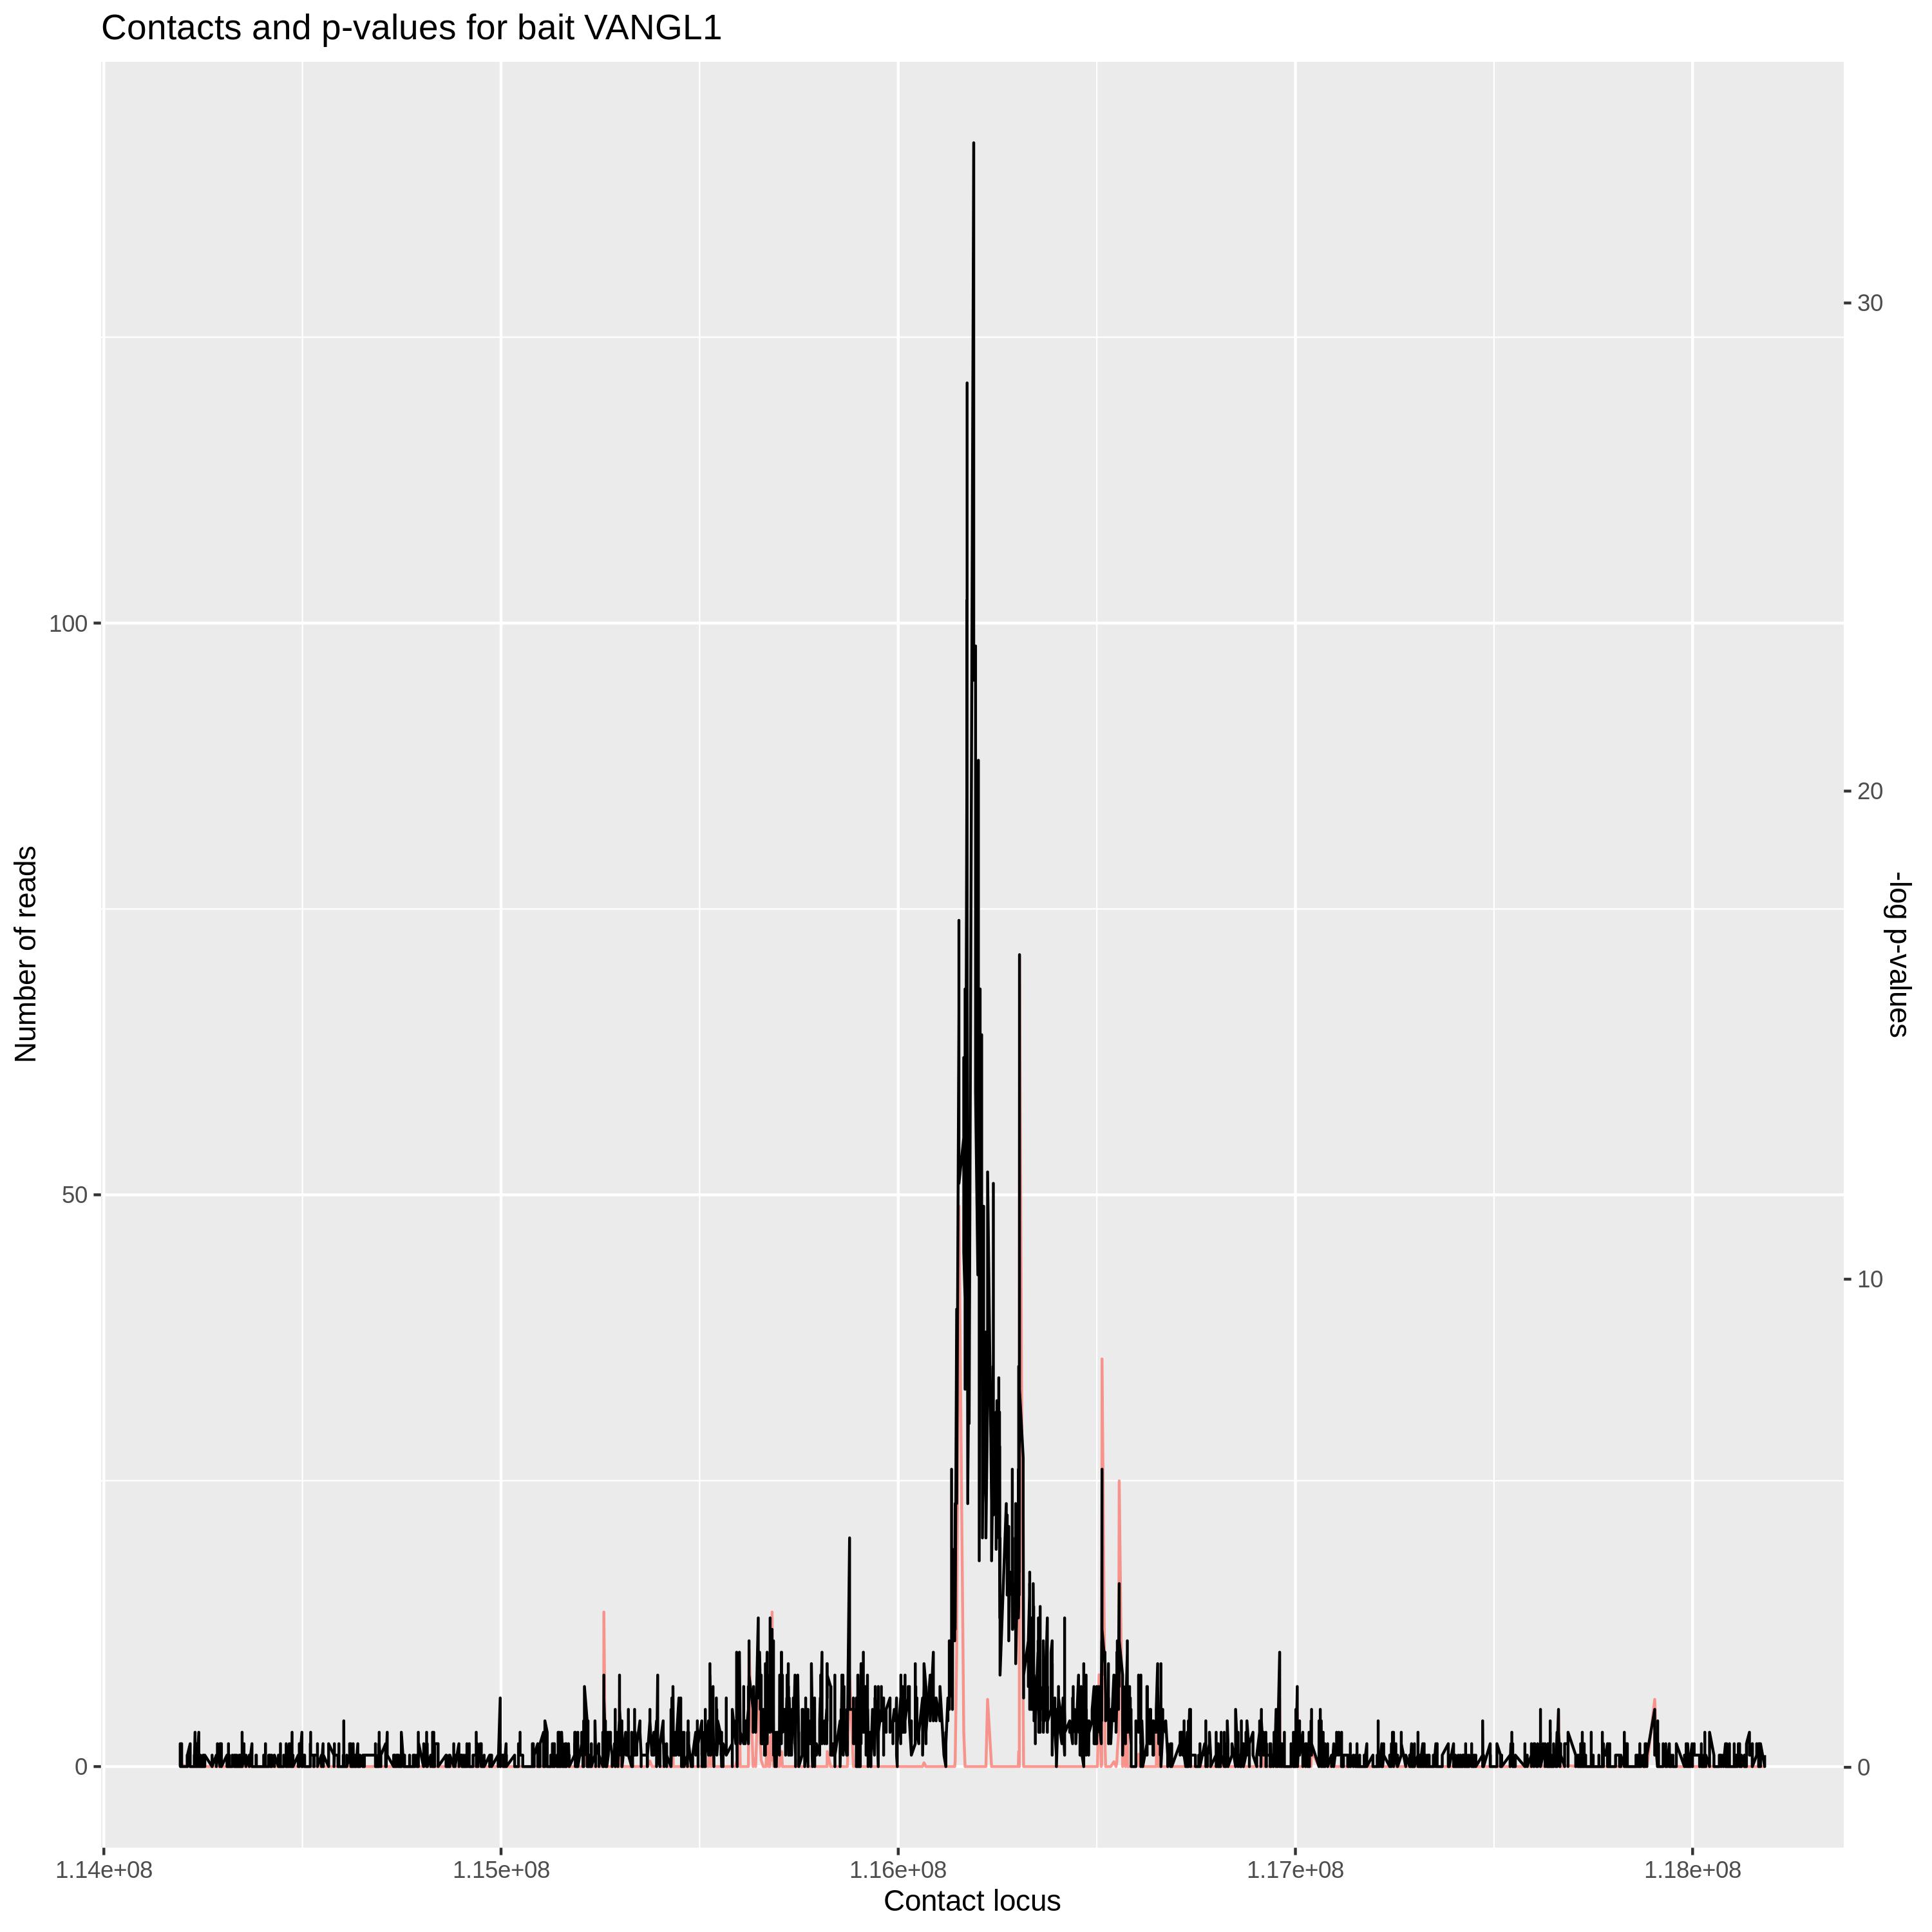 Contacts and p-values for bait VANGL1
Number of reads
100
50
0
30
20
10
0
-log p-values
1.14e+08
1.15e+08
1.16e+08
1.17e+08
1.18e+08
Contact locus